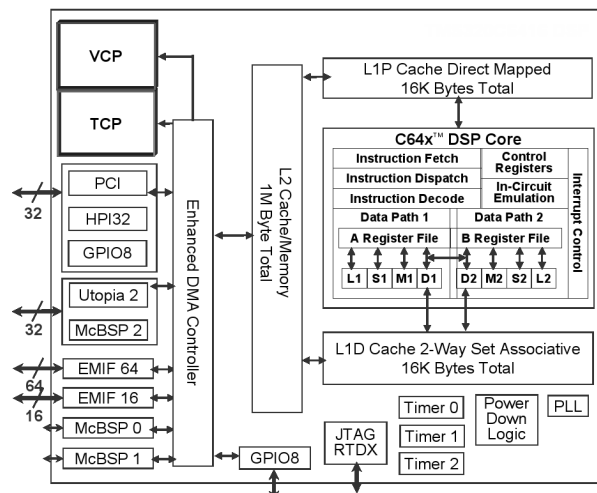 VCP
TCP
PCI
HPI32
GPIO8
32
Utopia 2
McBSP 2
32
EMIF 64
64
EMIF 16
16
McBSP 0
McBSP 1
Enhanced DMA Controller
L2 Cache/Memory
1M Byte Total
GPIO8
L1P Cache Direct Mapped
16K Bytes Total
C64x™ DSP Core
Instruction Fetch
Instruction Dispatch
Instruction Decode
Control
Registers
In-Circuit
Emulation
Interrupt Control
Data Path 1
Data Path 2
A Register File
B Register File
L1 S1 M1 D1 D2 M2 S2 L2
L1D Cache 2-Way Set Associative
16K Bytes Total
JTAG
RTDX
Timer 0
Timer 1
Timer 2
Power
Down
Logic
PLL